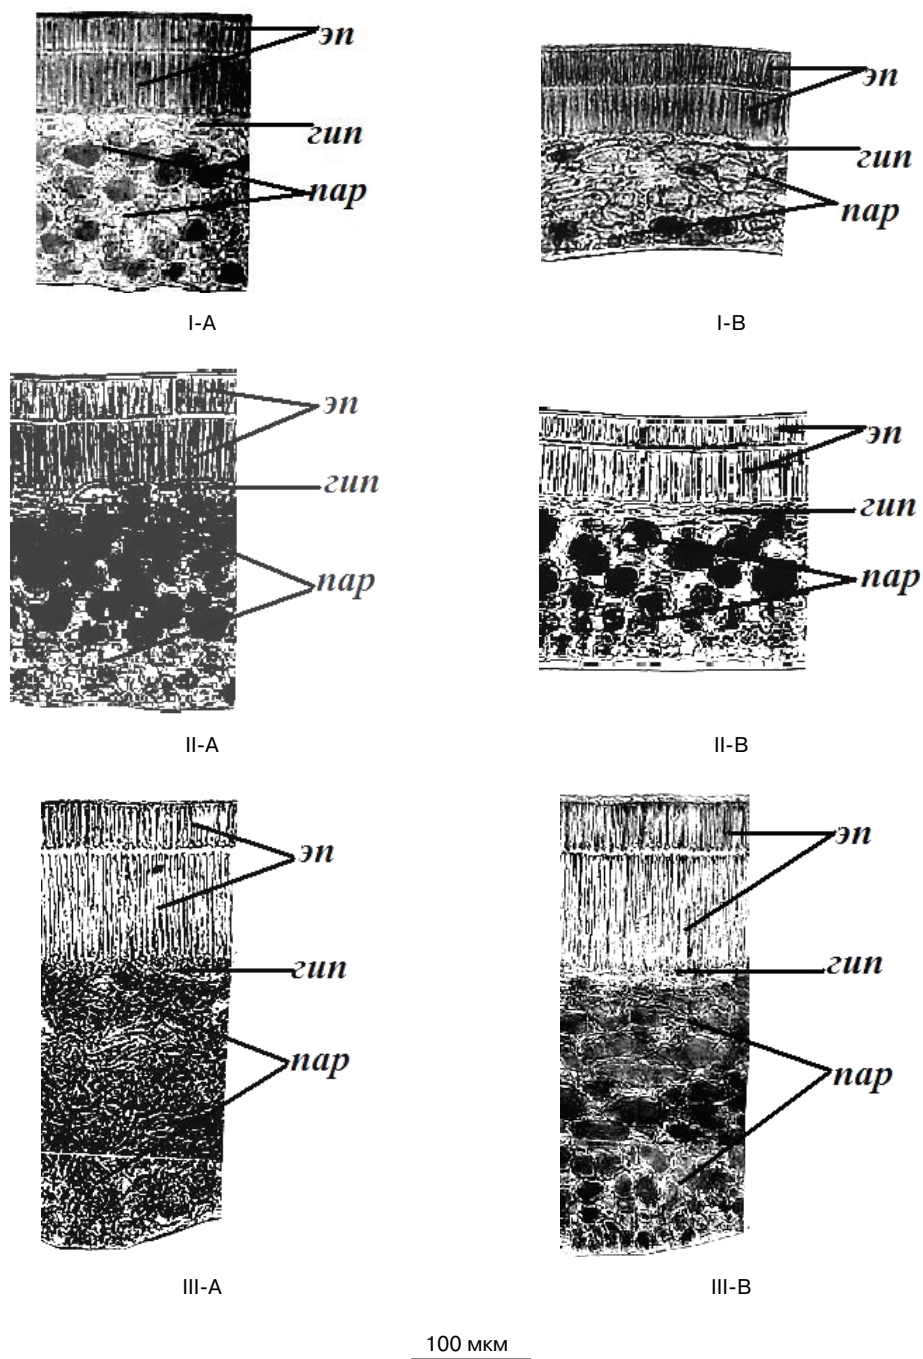 эп
гип
пар
I-A
эп
гип
пар
I-B
эп
гип
пар
II-A
эп
гип
пар
II-B
эп
гип
пар
III-A
эп
гип
пар
III-B
100 мкм